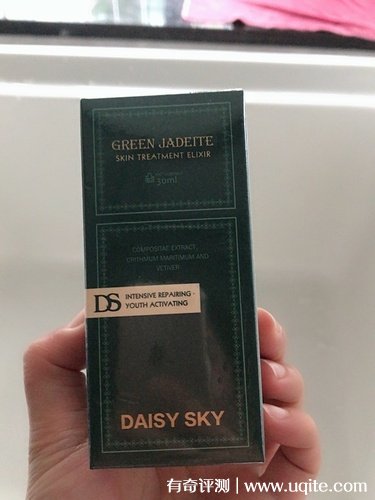 GREEN JADEITE
SKIN TREATMENT ELIXIR
30ml
COMPOSITAE EXTRACT,
CRITHMUM MARITIMUM AND
VETIVER
DS INTENSIVE REPAIRING -
YOUTH ACTIVATING
DAISY SKY
有奇评测 | www.uqite.com